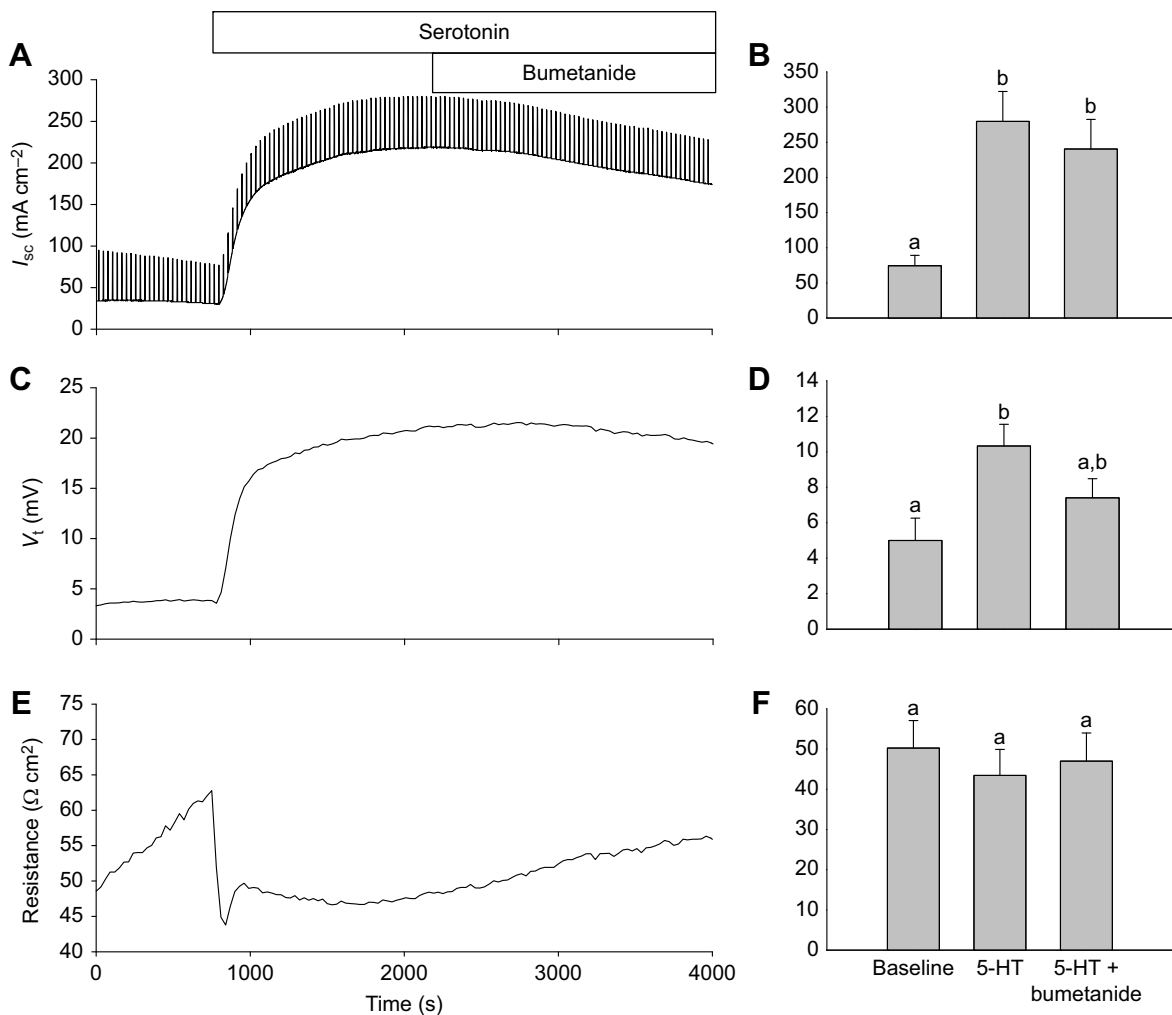 Serotonin
Bumetanide
A
300
250
200
150
100
50
0
I_sc (mA cm⁻²)
B
350
300
250
200
150
100
50
0
a
b
b
C
25
20
15
10
5
0
V_t (mV)
D
14
12
10
8
6
4
2
0
a
b
a,b
E
75
70
65
60
55
50
45
40
Resistance (Ω cm²)
0 1000 2000 3000 4000
Time (s)
F
60
50
40
30
20
10
0
a
a
a
Baseline 5-HT 5-HT +
bumetanide